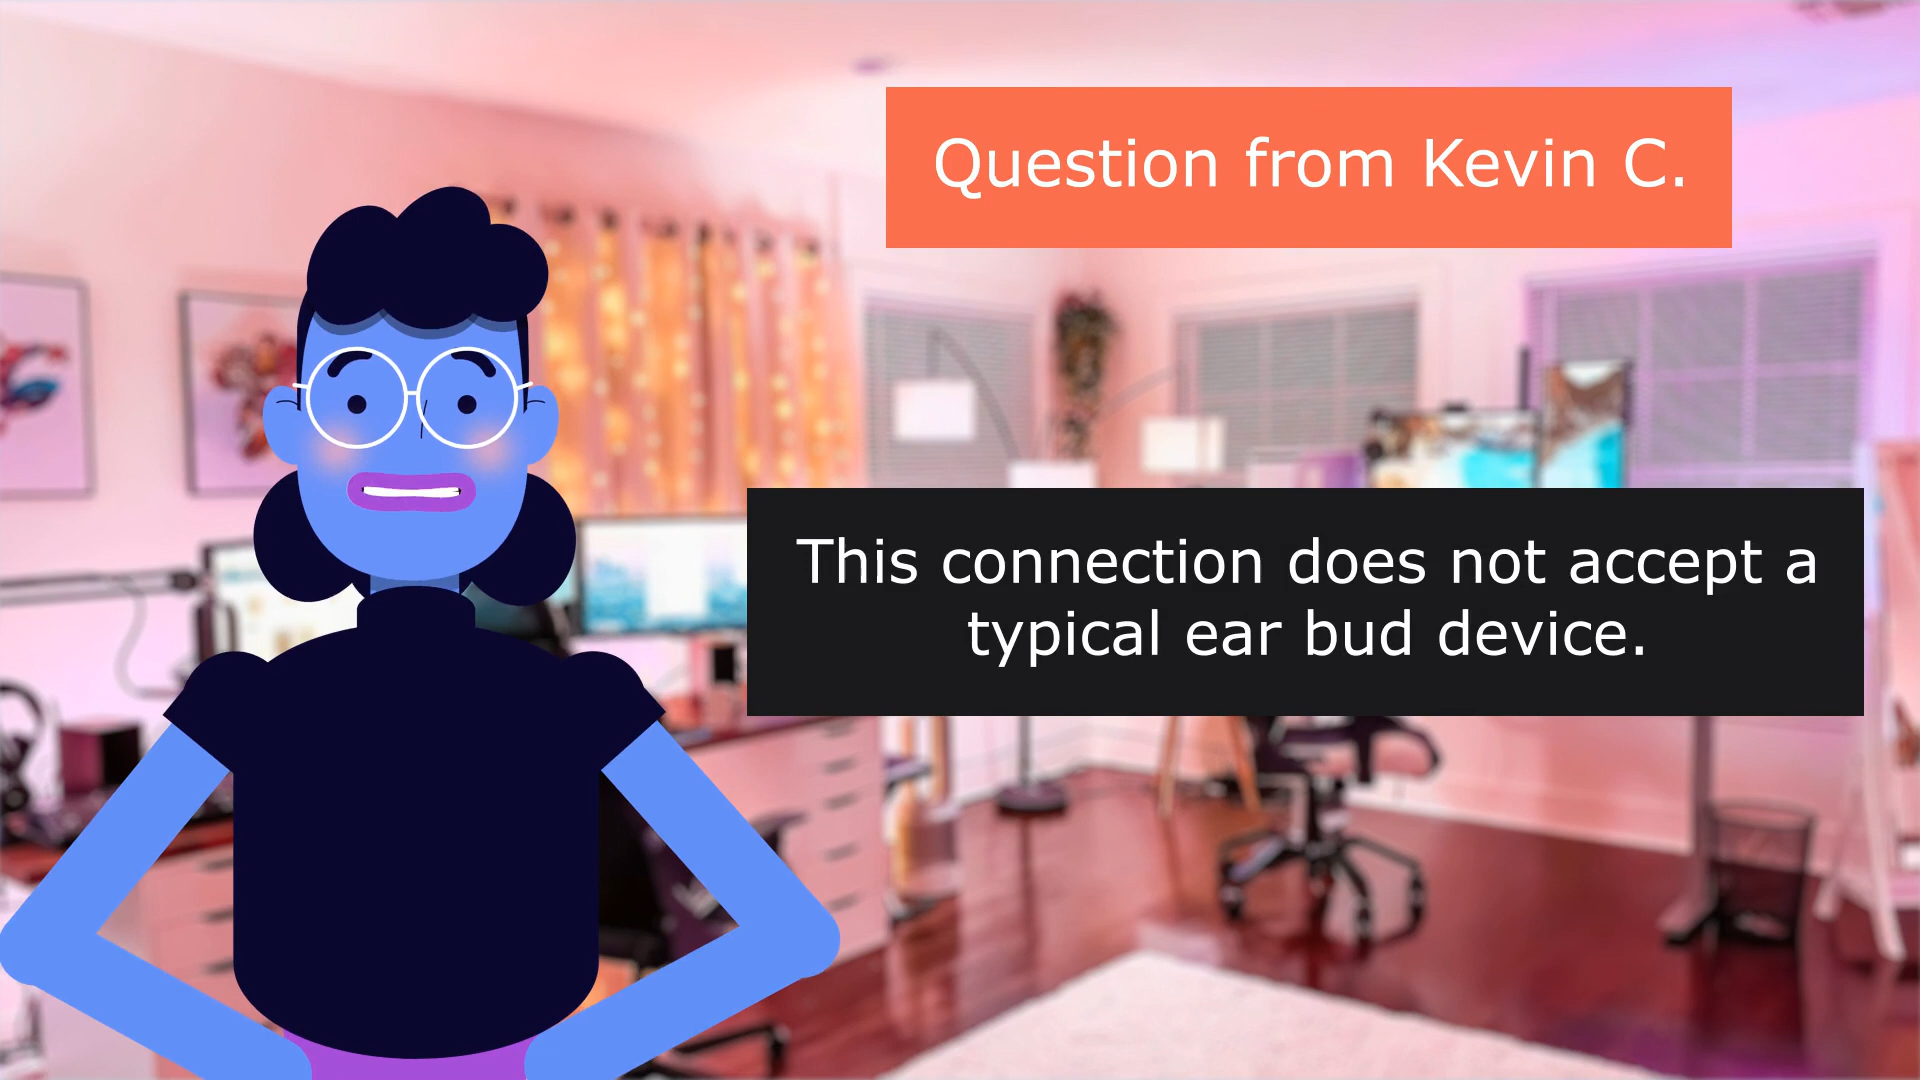 Question from Kevin C.
This connection does not accept a
typical ear bud device.